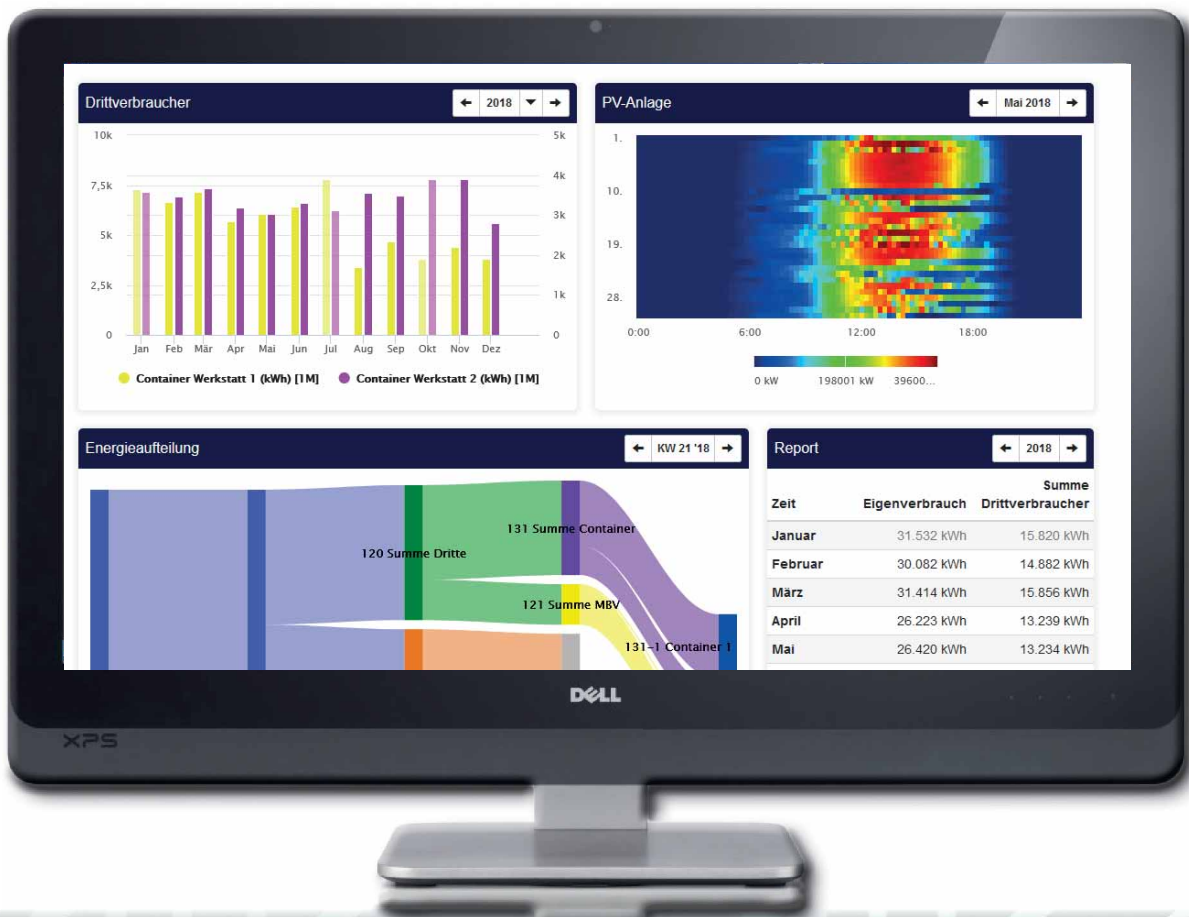 Drittverbraucher
2018
10k
7,5k
5k
2,5k
0
5k
4k
3k
2k
1k
0
Jan Feb Mär Apr Mai Jun Jul Aug Sep Okt Nov Dez
Container Werkstatt 1 (kWh) [1M] Container Werkstatt 2 (kWh) [1M]
PV-Anlage
Mai 2018
1.
10.
19.
28.
0:00 6:00 12:00 18:00
0 kW 198001 kW 39600...
Energieaufteilung
KW 21 '18
120 Summe Dritte
131 Summe Container
121 Summe MBV
131-1 Container 1
Report
2018
Summe
Zeit Eigenverbrauch Drittverbraucher
Januar 31.532 kWh 15.820 kWh
Februar 30.082 kWh 14.882 kWh
März 31.414 kWh 15.856 kWh
April 26.223 kWh 13.239 kWh
Mai 26.420 kWh 13.234 kWh
DELL
XPS